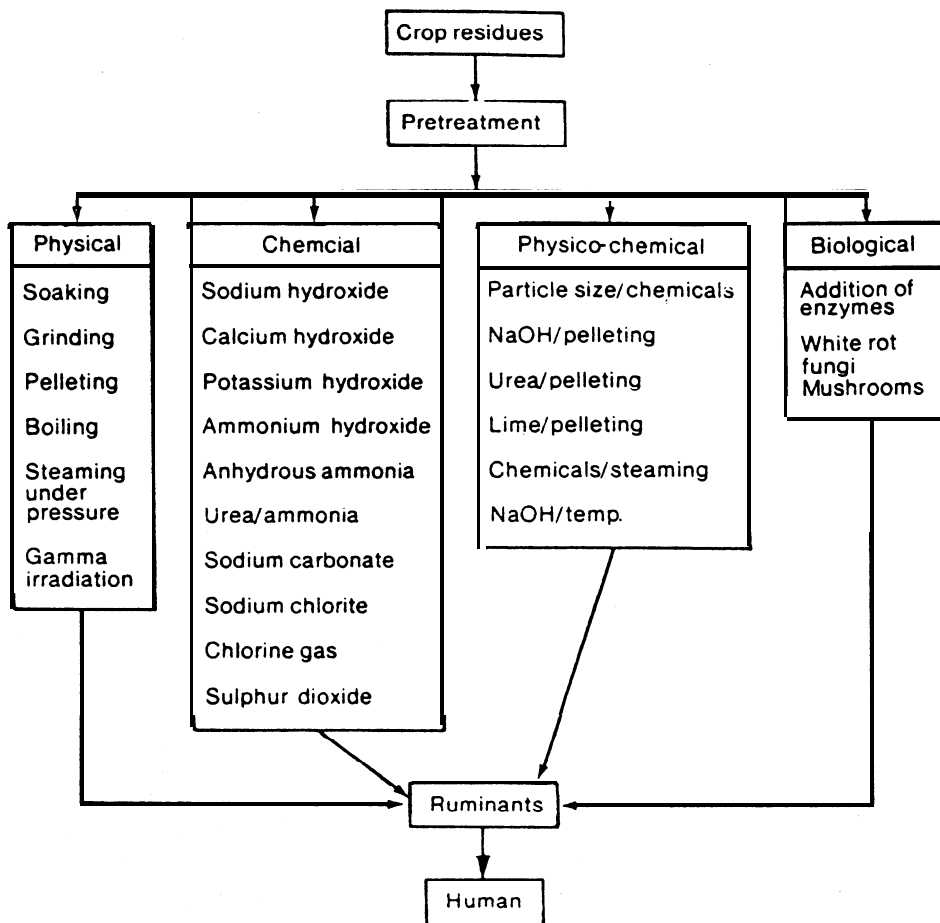 Crop residues
Pretreatment
Physical
Soaking
Grinding
Pelleting
Boiling
Steaming
under
pressure
Gamma
irradiation
Chemcial
Sodium hydroxide
Calcium hydroxide
Potassium hydroxide
Ammonium hydroxide
Anhydrous ammonia
Urea/ammonia
Sodium carbonate
Sodium chlorite
Chlorine gas
Sulphur dioxide
Physico-chemical
Particle size/chemicals
NaOH/pelleting
Urea/pelleting
Lime/pelleting
Chemicals/steaming
NaOH/temp.
Biological
Addition of
enzymes
White rot
fungi
Mushrooms
Ruminants
Human